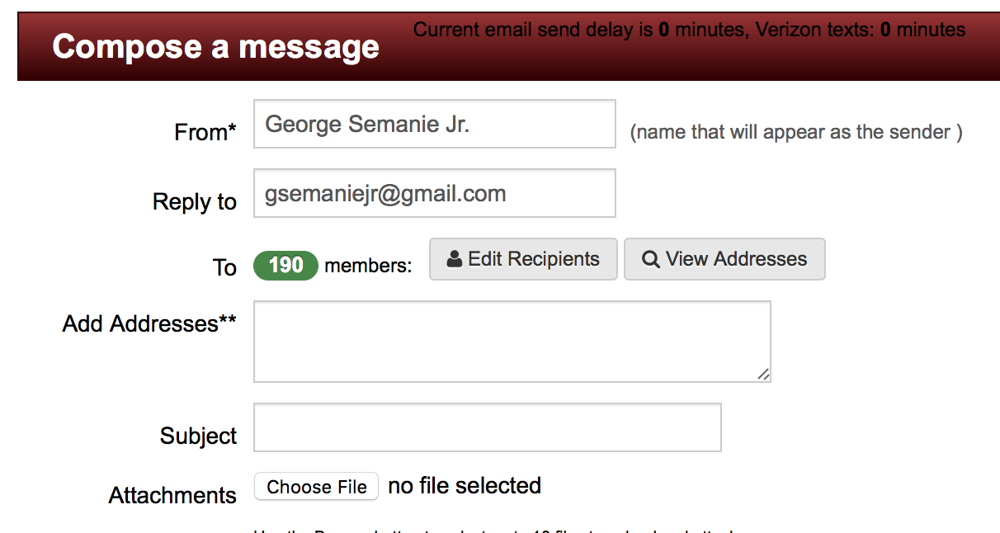 Current email send delay is 0 minutes, Verizon texts: 0 minutes
Compose a message
From* George Semanie Jr. (name that will appear as the sender )
Reply to gsemaniejr@gmail.com
To 190 members: Edit Recipients View Addresses
Add Addresses**
Subject
Attachments Choose File no file selected